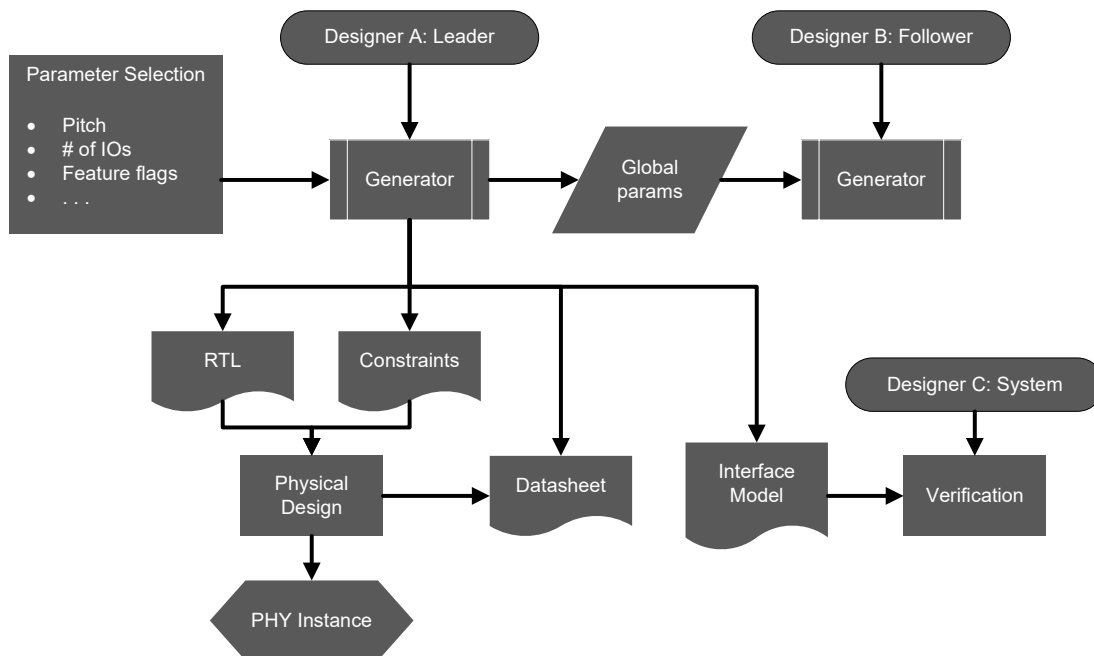 Designer A: Leader
Designer B: Follower
Parameter Selection
• Pitch
• # of IOs
• Feature flags
• . . .
Generator
Global
params
Generator
RTL
Constraints
Designer C: System
Physical
Design
Datasheet
Interface
Model
Verification
PHY Instance